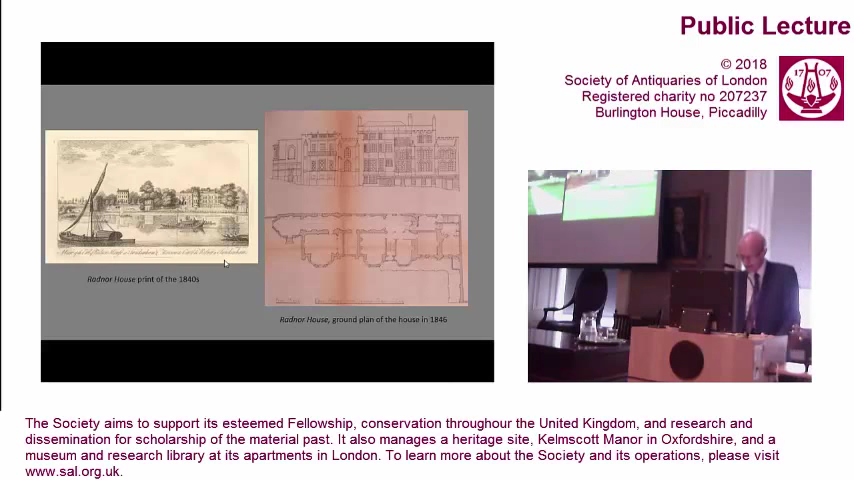 Public Lecture
© 2018
Society of Antiquaries of London
Registered charity no 207237
Burlington House, Piccadilly
17 07
Radnor House print of the 1840s
Radnor House, ground plan of the house in 1846
The Society aims to support its esteemed Fellowship, conservation throughour the United Kingdom, and research and
dissemination for scholarship of the material past. It also manages a heritage site, Kelmscott Manor in Oxfordshire, and a
museum and research library at its apartments in London. To learn more about the Society and its operations, please visit
www.sal.org.uk.